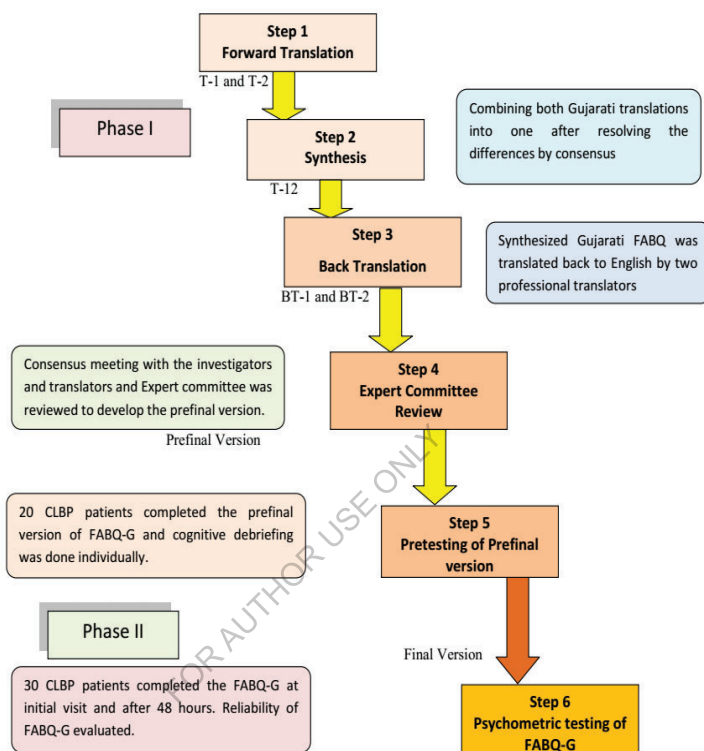 Step 1
Forward Translation
T-1 and T-2
Phase I
Step 2
Synthesis
Combining both Gujarati translations
into one after resolving the
differences by consensus
T-12
Step 3
Back Translation
Synthesized Gujarati FABQ was
translated back to English by two
professional translators
BT-1 and BT-2
Consensus meeting with the investigators
and translators and Expert committee was
reviewed to develop the prefinal version.
Step 4
Expert Committee
Review
Prefinal Version
20 CLBP patients completed the prefinal
version of FABQ-G and cognitive debriefing
was done individually.
Step 5
Pretesting of Prefinal
version
Phase II
Final Version
30 CLBP patients completed the FABQ-G at
initial visit and after 48 hours. Reliability
of FABQ-G evaluated.
Step 6
Psychometric testing of
FABQ-G
FOR AUTHOR USE ONLY